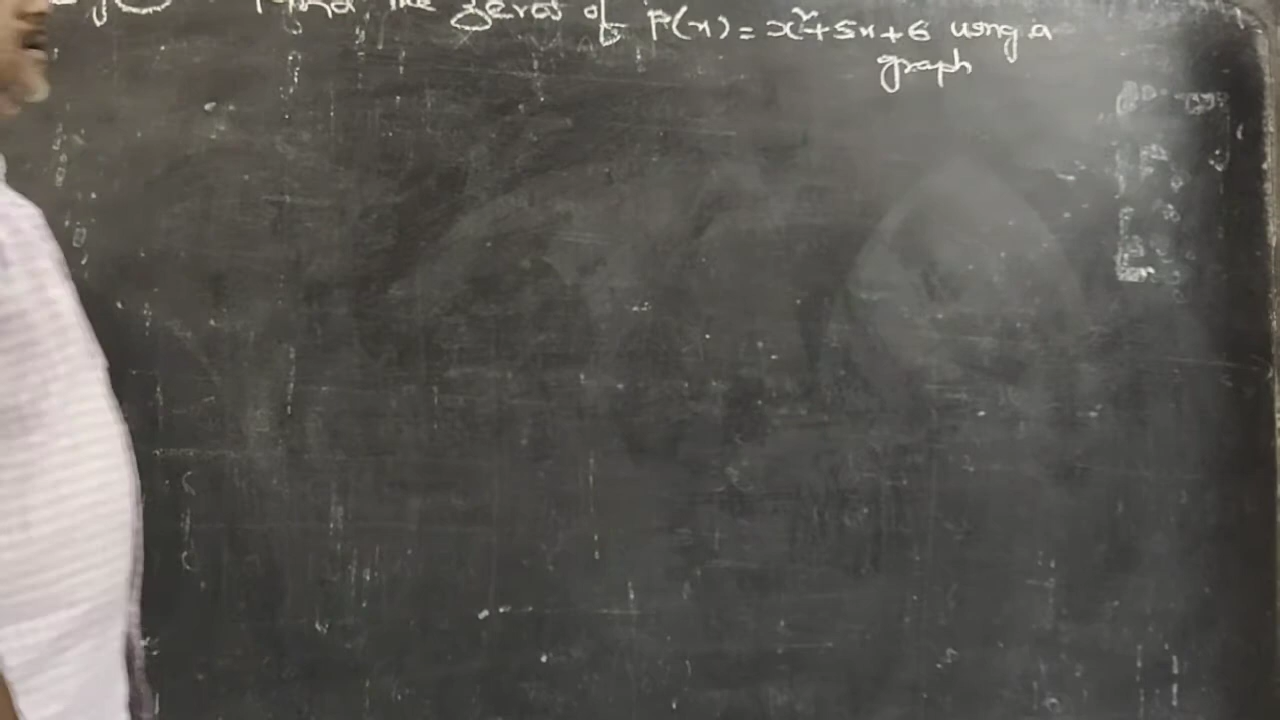 Find the zeros of P(x) = x²+5x+6 using a
graph